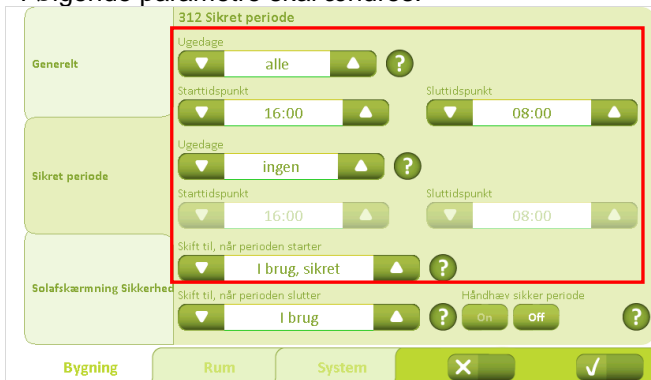 Følgende parametre skal ændres:
312 Sikret periode
Generelt
Ugedage
alle
?
Starttidspunkt
Sluttidspunkt
16:00
08:00
Ugedage
Sikret periode
ingen
?
Starttidspunkt
Sluttidspunkt
16:00
08:00
Skift til, når perioden starter
I brug, sikret
?
Solafskærmning Sikkerhed
Skift til, når perioden slutter
Håndhæv sikker periode
I brug
?
On
Off
?
Bygning
Rum
System